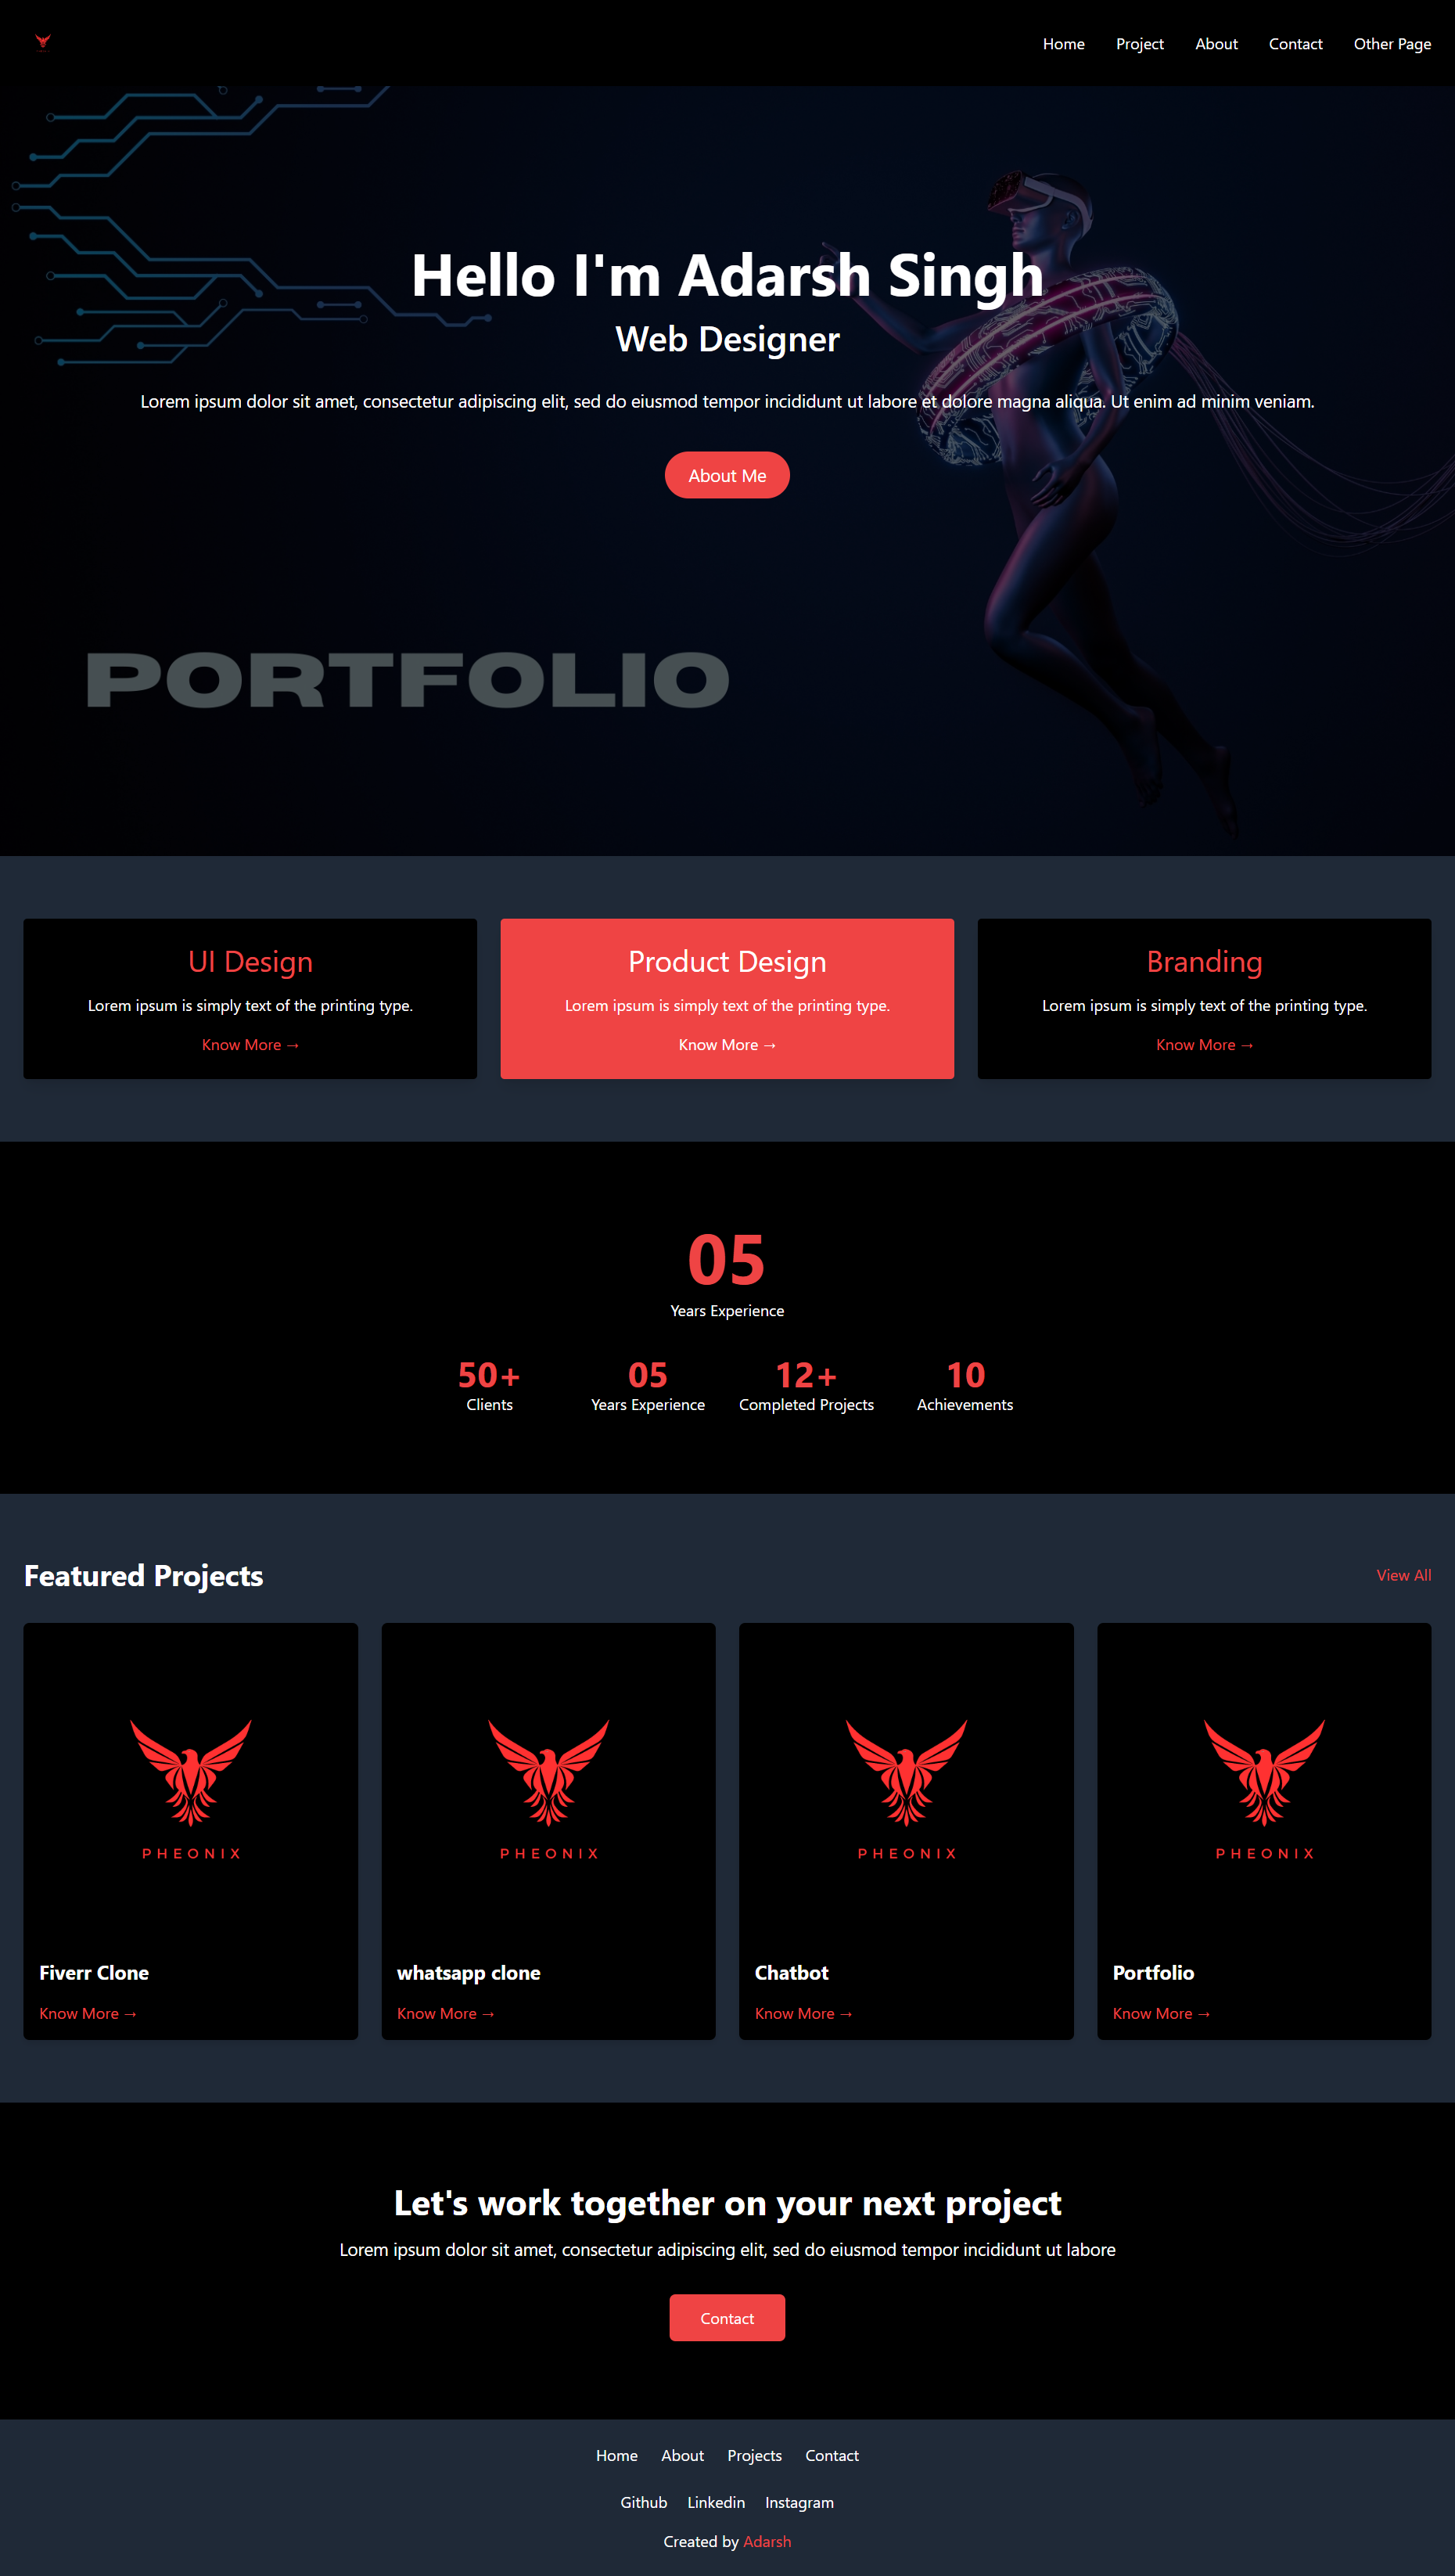 Home Project About Contact Other Page
Hello I'm Adarsh Singh
Web Designer
Lorem ipsum dolor sit amet, consectetur adipiscing elit, sed do eiusmod tempor incididunt ut labore et dolore magna aliqua. Ut enim ad minim veniam.
About Me
PORTFOLIO
UI Design
Lorem ipsum is simply text of the printing type.
Know More →
Product Design
Lorem ipsum is simply text of the printing type.
Know More →
Branding
Lorem ipsum is simply text of the printing type.
Know More →
05
Years Experience
50+
Clients
05
Years Experience
12+
Completed Projects
10
Achievements
Featured Projects
View All
PHEONIX
Fiverr Clone
Know More →
PHEONIX
whatsapp clone
Know More →
PHEONIX
Chatbot
Know More →
PHEONIX
Portfolio
Know More →
Let's work together on your next project
Lorem ipsum dolor sit amet, consectetur adipiscing elit, sed do eiusmod tempor incididunt ut labore
Contact
Home About Projects Contact
Github Linkedin Instagram
Created by Adarsh